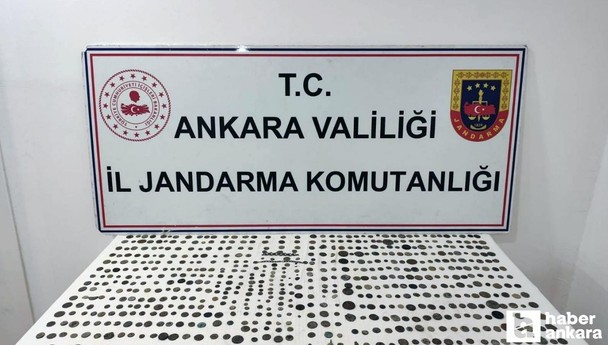 T.C.
ANKARA VALİLİĞİ
İL JANDARMA KOMUTANLIĞI
JANDARMA
haber
ankara